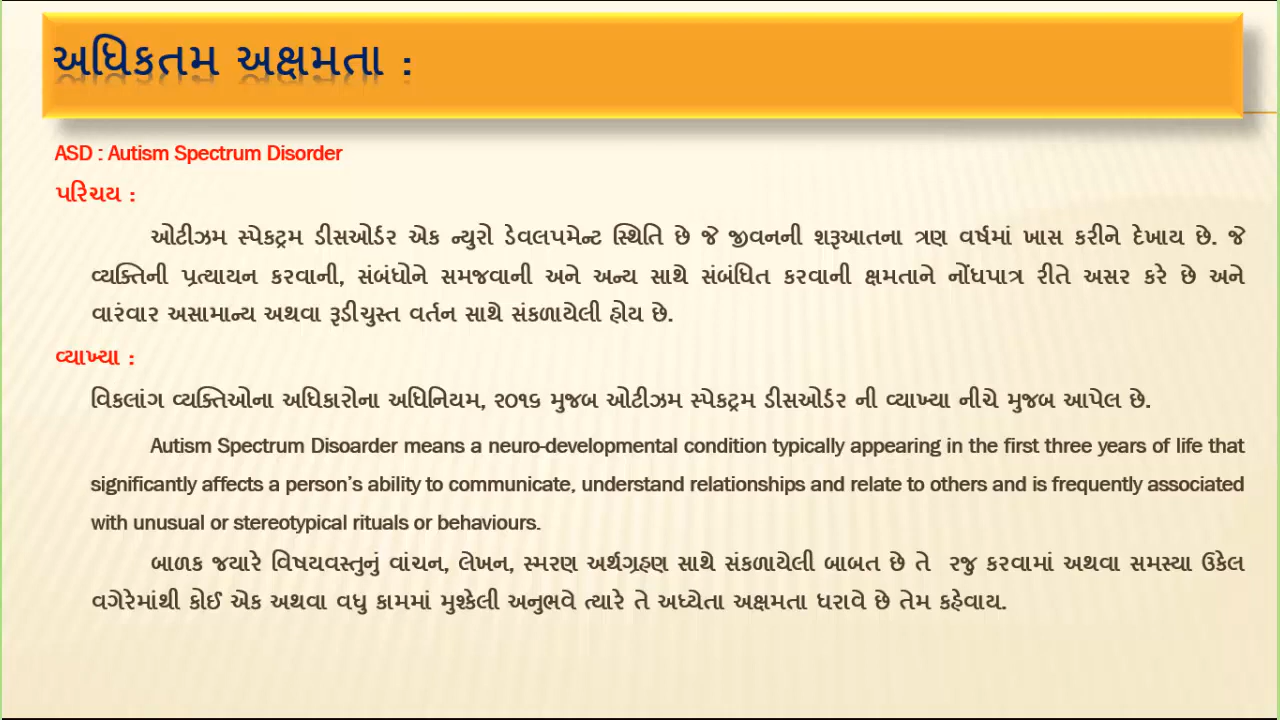 અધિકતમ અક્ષમતા :
ASD : Autism Spectrum Disorder
પરિચય :
ઓટીઝમ સ્પેકટ્રમ ડીસઓર્ડર એક ન્યુરો ડેવલપમેન્ટ સ્થિતિ છે જે જીવનની શરૂઆતના ત્રણ વર્ષમાં ખાસ કરીને દેખાય છે. જે
વ્યક્તિની પ્રત્યાયન કરવાની, સંબંધોને સમજવાની અને અન્ય સાથે સંબંધિત કરવાની ક્ષમતાને નોંધપાત્ર રીતે અસર કરે છે અને
વારંવાર અસામાન્ય અથવા રૂડીચુસ્ત વર્તન સાથે સંકળાયેલી હોય છે.
વ્યાખ્યા :
વિકલાંગ વ્યક્તિઓના અધિકારોના અધિનિયમ, ૨૦૧૬ મુજબ ઓટીઝમ સ્પેકટ્રમ ડીસઓર્ડર ની વ્યાખ્યા નીચે મુજબ આપેલ છે.
Autism Spectrum Disoarder means a neuro-developmental condition typically appearing in the first three years of life that
significantly affects a person's ability to communicate, understand relationships and relate to others and is frequently associated
with unusual or stereotypical rituals or behaviours.
બાળક જયારે વિષયવસ્તુનું વાંચન, લેખન, સ્મરણ અર્થગ્રહણ સાથે સંકળાયેલી બાબત છે તે રજુ કરવામાં અથવા સમસ્યા ઉકેલ
વગેરેમાંથી કોઈ એક અથવા વધુ કામમાં મુશ્કેલી અનુભવે ત્યારે તે અધ્યેતા અક્ષમતા ધરાવે છે તેમ કહેવાય.